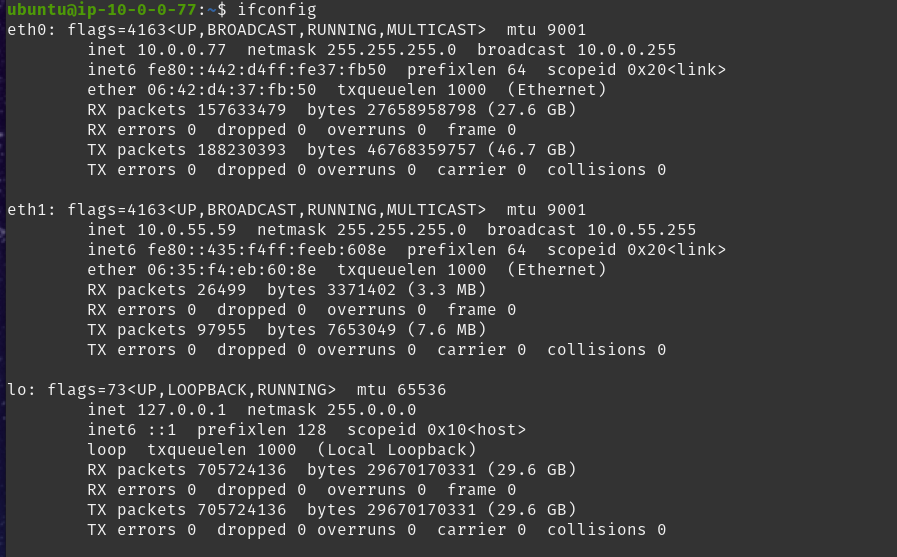 ubuntu@ip-10-0-0-77:~$ ifconfig
eth0: flags=4163<UP,BROADCAST,RUNNING,MULTICAST>  mtu 9001
        inet 10.0.0.77  netmask 255.255.255.0  broadcast 10.0.0.255
        inet6 fe80::442:d4ff:fe37:fb50  prefixlen 64  scopeid 0x20<link>
        ether 06:42:d4:37:fb:50  txqueuelen 1000  (Ethernet)
        RX packets 157633479  bytes 27658958798 (27.6 GB)
        RX errors 0  dropped 0  overruns 0  frame 0
        TX packets 188230393  bytes 46768359757 (46.7 GB)
        TX errors 0  dropped 0 overruns 0  carrier 0  collisions 0

eth1: flags=4163<UP,BROADCAST,RUNNING,MULTICAST>  mtu 9001
        inet 10.0.55.59  netmask 255.255.255.0  broadcast 10.0.55.255
        inet6 fe80::435:f4ff:feeb:608e  prefixlen 64  scopeid 0x20<link>
        ether 06:35:f4:eb:60:8e  txqueuelen 1000  (Ethernet)
        RX packets 26499  bytes 3371402 (3.3 MB)
        RX errors 0  dropped 0  overruns 0  frame 0
        TX packets 97955  bytes 7653049 (7.6 MB)
        TX errors 0  dropped 0 overruns 0  carrier 0  collisions 0

lo: flags=73<UP,LOOPBACK,RUNNING>  mtu 65536
        inet 127.0.0.1  netmask 255.0.0.0
        inet6 ::1  prefixlen 128  scopeid 0x10<host>
        loop  txqueuelen 1000  (Local Loopback)
        RX packets 705724136  bytes 29670170331 (29.6 GB)
        RX errors 0  dropped 0  overruns 0  frame 0
        TX packets 705724136  bytes 29670170331 (29.6 GB)
        TX errors 0  dropped 0 overruns 0  carrier 0  collisions 0